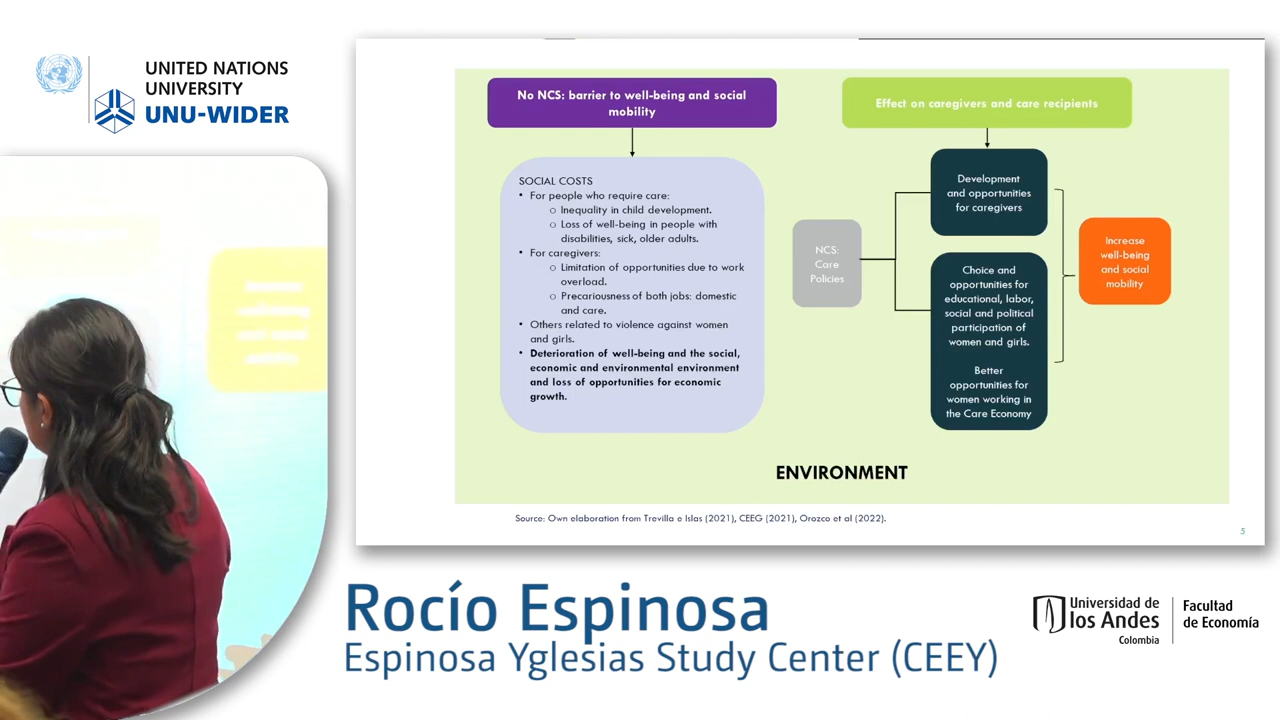 UNITED NATIONS
UNIVERSITY
UNU-WIDER
No NCS: barrier to well-being and social
mobility
Effect on caregivers and care recipients
SOCIAL COSTS
• For people who require care:
o Inequality in child development.
o Loss of well-being in people with
disabilities, sick, older adults.
• For caregivers:
o Limitation of opportunities due to work
overload.
o Precariousness of both jobs: domestic
and care.
• Others related to violence against women
and girls.
• Deterioration of well-being and the social,
economic and environmental environment
and loss of opportunities for economic
growth.
NCS:
Care
Policies
Development
and opportunities
for caregivers
Choice and
opportunities for
educational, labor,
social and political
participation of
women and girls.
Better
opportunities for
women working in
the Care Economy
Increase
well-being
and social
mobility
ENVIRONMENT
Source: Own elaboration from Trevilla e Islas (2021), CEEG (2021), Orozco et al (2022).
5
Rocío Espinosa
Espinosa Yglesias Study Center (CEEY)
Universidad de
los Andes
Colombia
Facultad
de Economía